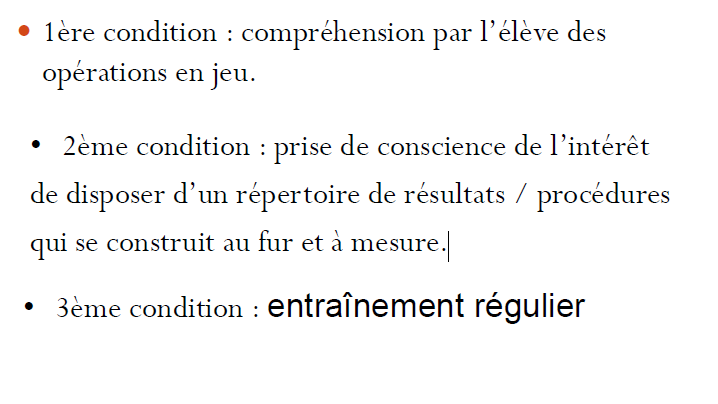 • 1ère condition : compréhension par l’élève des
opérations en jeu.
• 2ème condition : prise de conscience de l’intérêt
de disposer d’un répertoire de résultats / procédures
qui se construit au fur et à mesure.
• 3ème condition : entraînement régulier